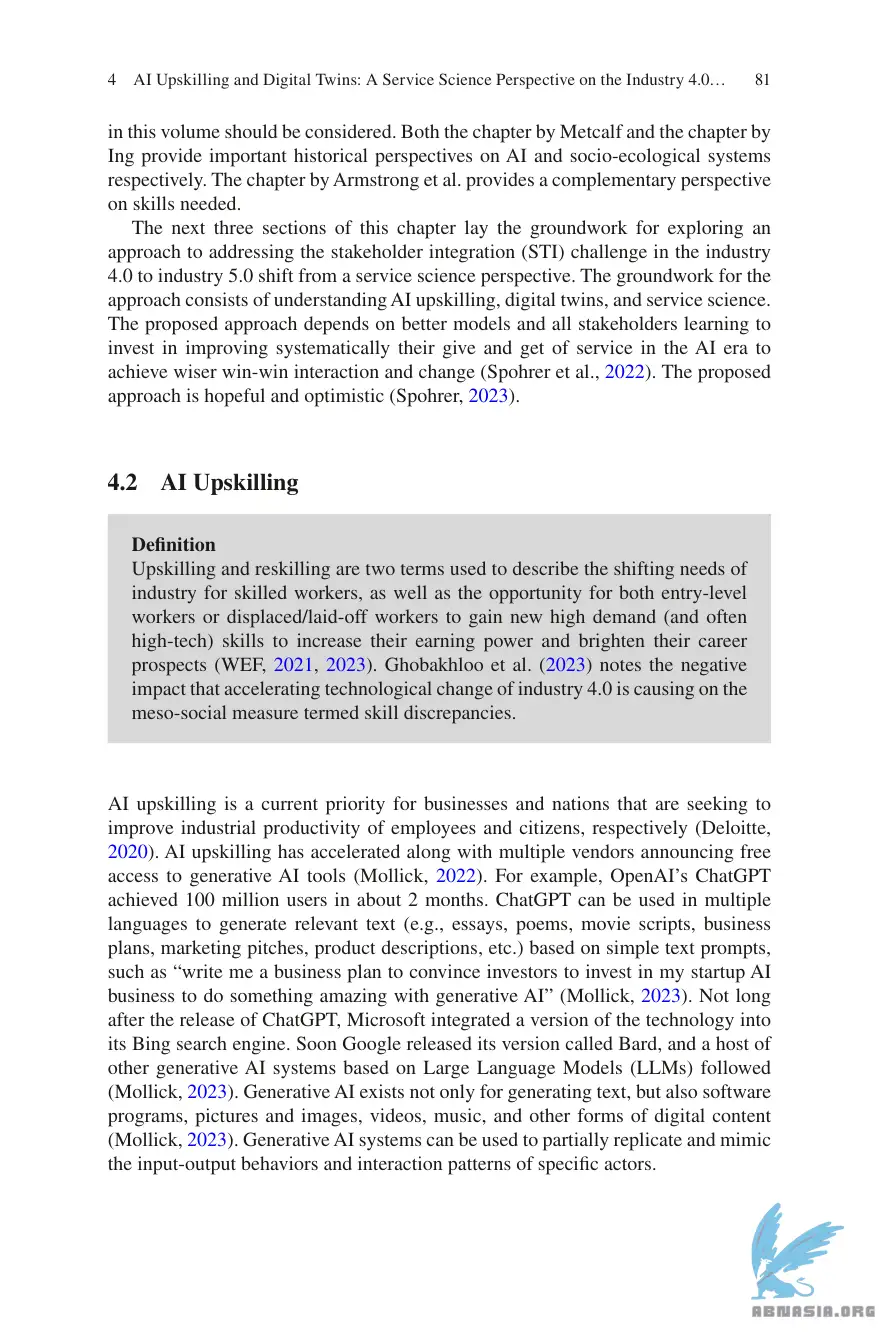 4 AI Upskilling and Digital Twins: A Service Science Perspective on the Industry 4.0… 81
in this volume should be considered. Both the chapter by Metcalf and the chapter by
Ing provide important historical perspectives on AI and socio-ecological systems
respectively. The chapter by Armstrong et al. provides a complementary perspective
on skills needed.
The next three sections of this chapter lay the groundwork for exploring an
approach to addressing the stakeholder integration (STI) challenge in the industry
4.0 to industry 5.0 shift from a service science perspective. The groundwork for the
approach consists of understanding AI upskilling, digital twins, and service science.
The proposed approach depends on better models and all stakeholders learning to
invest in improving systematically their give and get of service in the AI era to
achieve wiser win-win interaction and change (Spohrer et al., 2022). The proposed
approach is hopeful and optimistic (Spohrer, 2023).
4.2 AI Upskilling
Definition
Upskilling and reskilling are two terms used to describe the shifting needs of
industry for skilled workers, as well as the opportunity for both entry-level
workers or displaced/laid-off workers to gain new high demand (and often
high-tech) skills to increase their earning power and brighten their career
prospects (WEF, 2021, 2023). Ghobakhloo et al. (2023) notes the negative
impact that accelerating technological change of industry 4.0 is causing on the
meso-social measure termed skill discrepancies.
AI upskilling is a current priority for businesses and nations that are seeking to
improve industrial productivity of employees and citizens, respectively (Deloitte,
2020). AI upskilling has accelerated along with multiple vendors announcing free
access to generative AI tools (Mollick, 2022). For example, OpenAI's ChatGPT
achieved 100 million users in about 2 months. ChatGPT can be used in multiple
languages to generate relevant text (e.g., essays, poems, movie scripts, business
plans, marketing pitches, product descriptions, etc.) based on simple text prompts,
such as “write me a business plan to convince investors to invest in my startup AI
business to do something amazing with generative AI” (Mollick, 2023). Not long
after the release of ChatGPT, Microsoft integrated a version of the technology into
its Bing search engine. Soon Google released its version called Bard, and a host of
other generative AI systems based on Large Language Models (LLMs) followed
(Mollick, 2023). Generative AI exists not only for generating text, but also software
programs, pictures and images, videos, music, and other forms of digital content
(Mollick, 2023). Generative AI systems can be used to partially replicate and mimic
the input-output behaviors and interaction patterns of specific actors.
ABNASIA.ORG